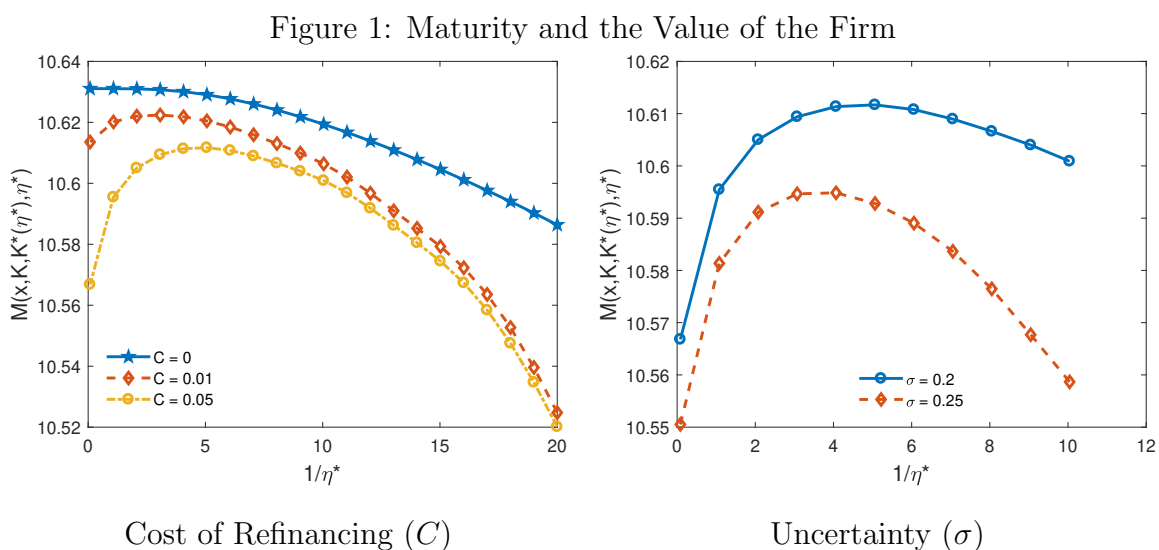 Figure 1: Maturity and the Value of the Firm
M(x,K,K*(η*),η*)
10.64
10.62
10.6
10.58
10.56
10.54
10.52
C = 0
C = 0.01
C = 0.05
0 5 10 15 20
1/η*
Cost of Refinancing (C)
M(x,K,K*(η*),η*)
10.62
10.61
10.6
10.59
10.58
10.57
10.56
10.55
σ = 0.2
σ = 0.25
0 2 4 6 8 10 12
1/η*
Uncertainty (σ)